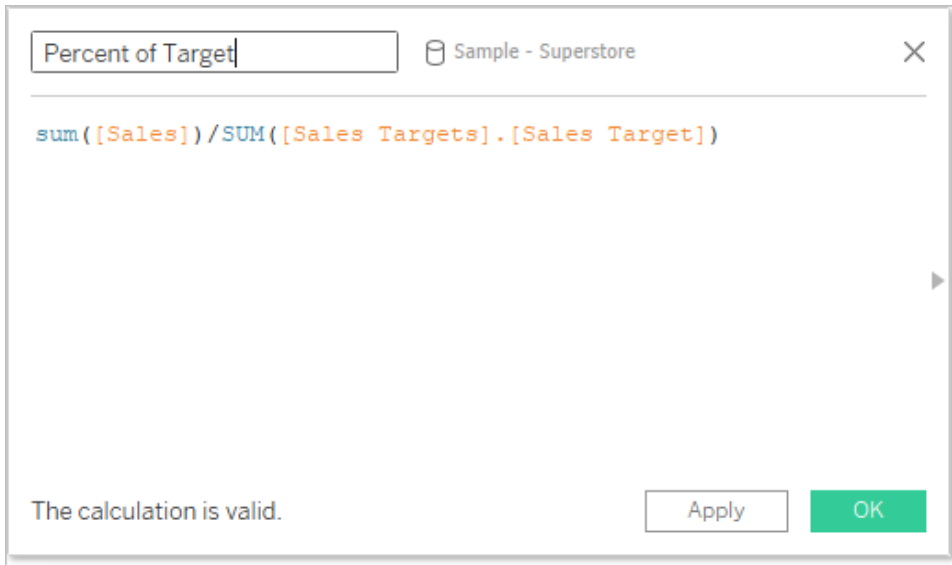 Percent of Target
Sample - Superstore
sum([Sales])/SUM([Sales Targets].[Sales Target])
The calculation is valid.
Apply
OK